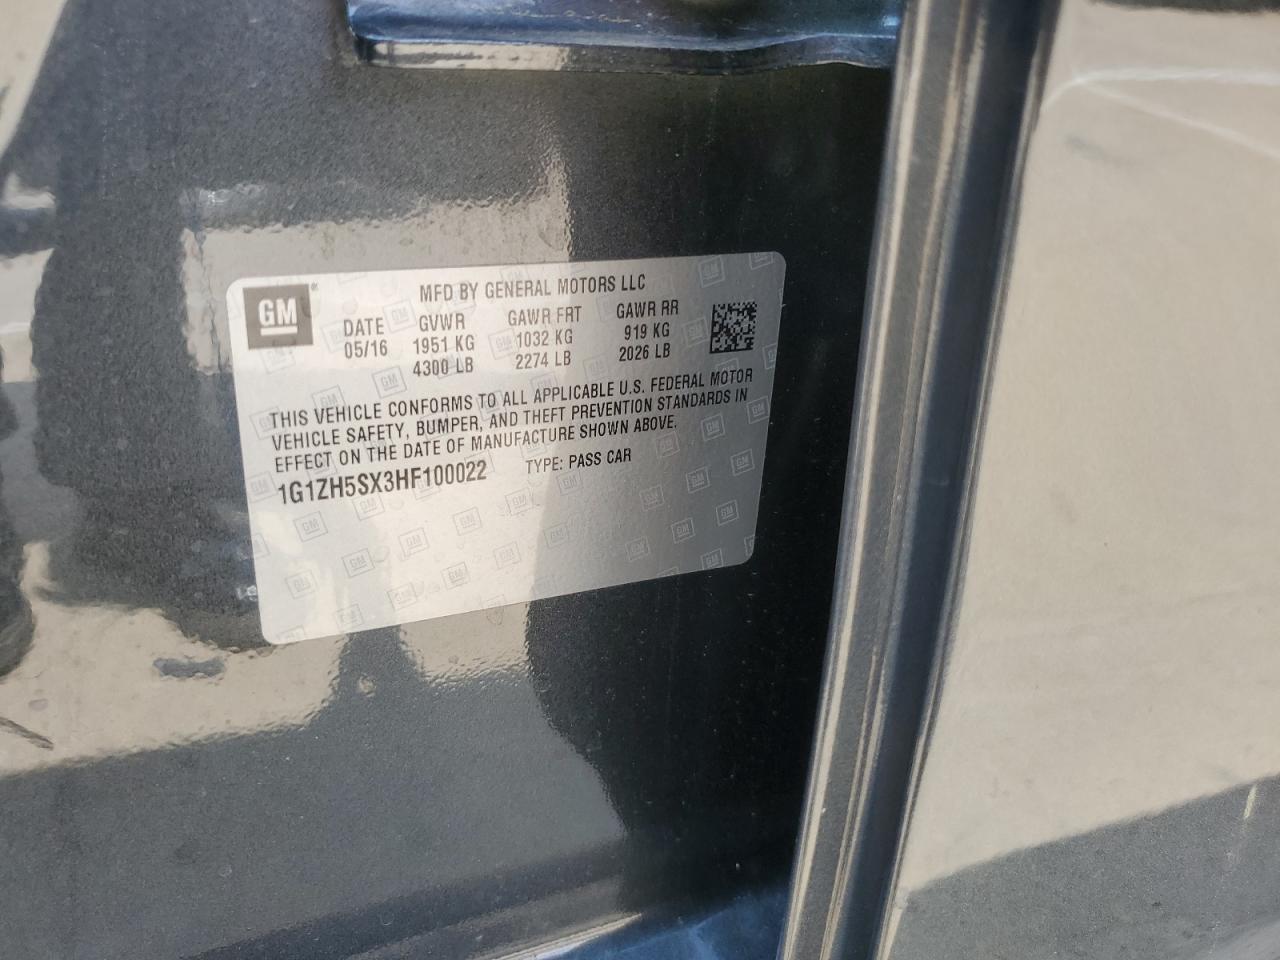 GM
MFD BY GENERAL MOTORS LLC
DATE GVWR GAWR FRT GAWR RR
05/16 1951 KG 1032 KG 919 KG
4300 LB 2274 LB 2026 LB
THIS VEHICLE CONFORMS TO ALL APPLICABLE U.S. FEDERAL MOTOR
VEHICLE SAFETY, BUMPER, AND THEFT PREVENTION STANDARDS IN
EFFECT ON THE DATE OF MANUFACTURE SHOWN ABOVE.
1G1ZH5SX3HF100022 TYPE: PASS CAR